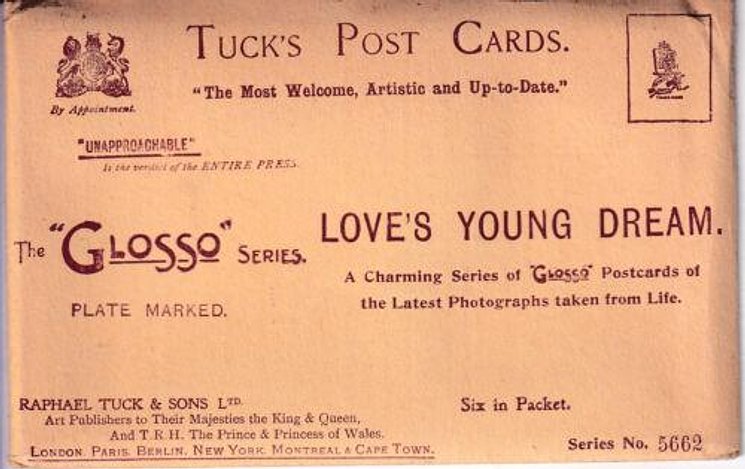 TUCK'S POST CARDS.
"The Most Welcome, Artistic and Up-to-Date."
By Appointment.
"UNAPPROACHABLE"
Is the verdict of the ENTIRE PRESS.
The "GLOSSO" SERIES.
PLATE MARKED.
LOVE'S YOUNG DREAM.
A Charming Series of "GLOSSO" Postcards of
the Latest Photographs taken from Life.
RAPHAEL TUCK & SONS LTD.
Art Publishers to Their Majesties the King & Queen,
And T.R.H. The Prince & Princess of Wales.
LONDON, PARIS, BERLIN, NEW YORK, MONTREAL & CAPE TOWN.
Six in Packet.
Series No. 5662